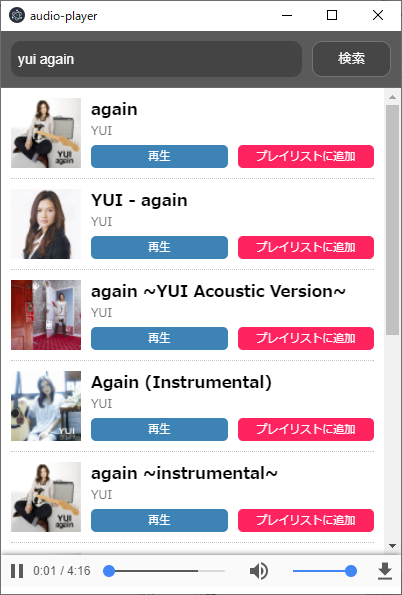 audio-player
yui again
検索
again
YUI
再生
プレイリストに追加
YUI - again
YUI
再生
プレイリストに追加
again ~YUI Acoustic Version~
YUI
再生
プレイリストに追加
Again (Instrumental)
YUI
再生
プレイリストに追加
again ~instrumental~
YUI
再生
プレイリストに追加
0:01 / 4:16
YUI
again
YUI
YUI
again